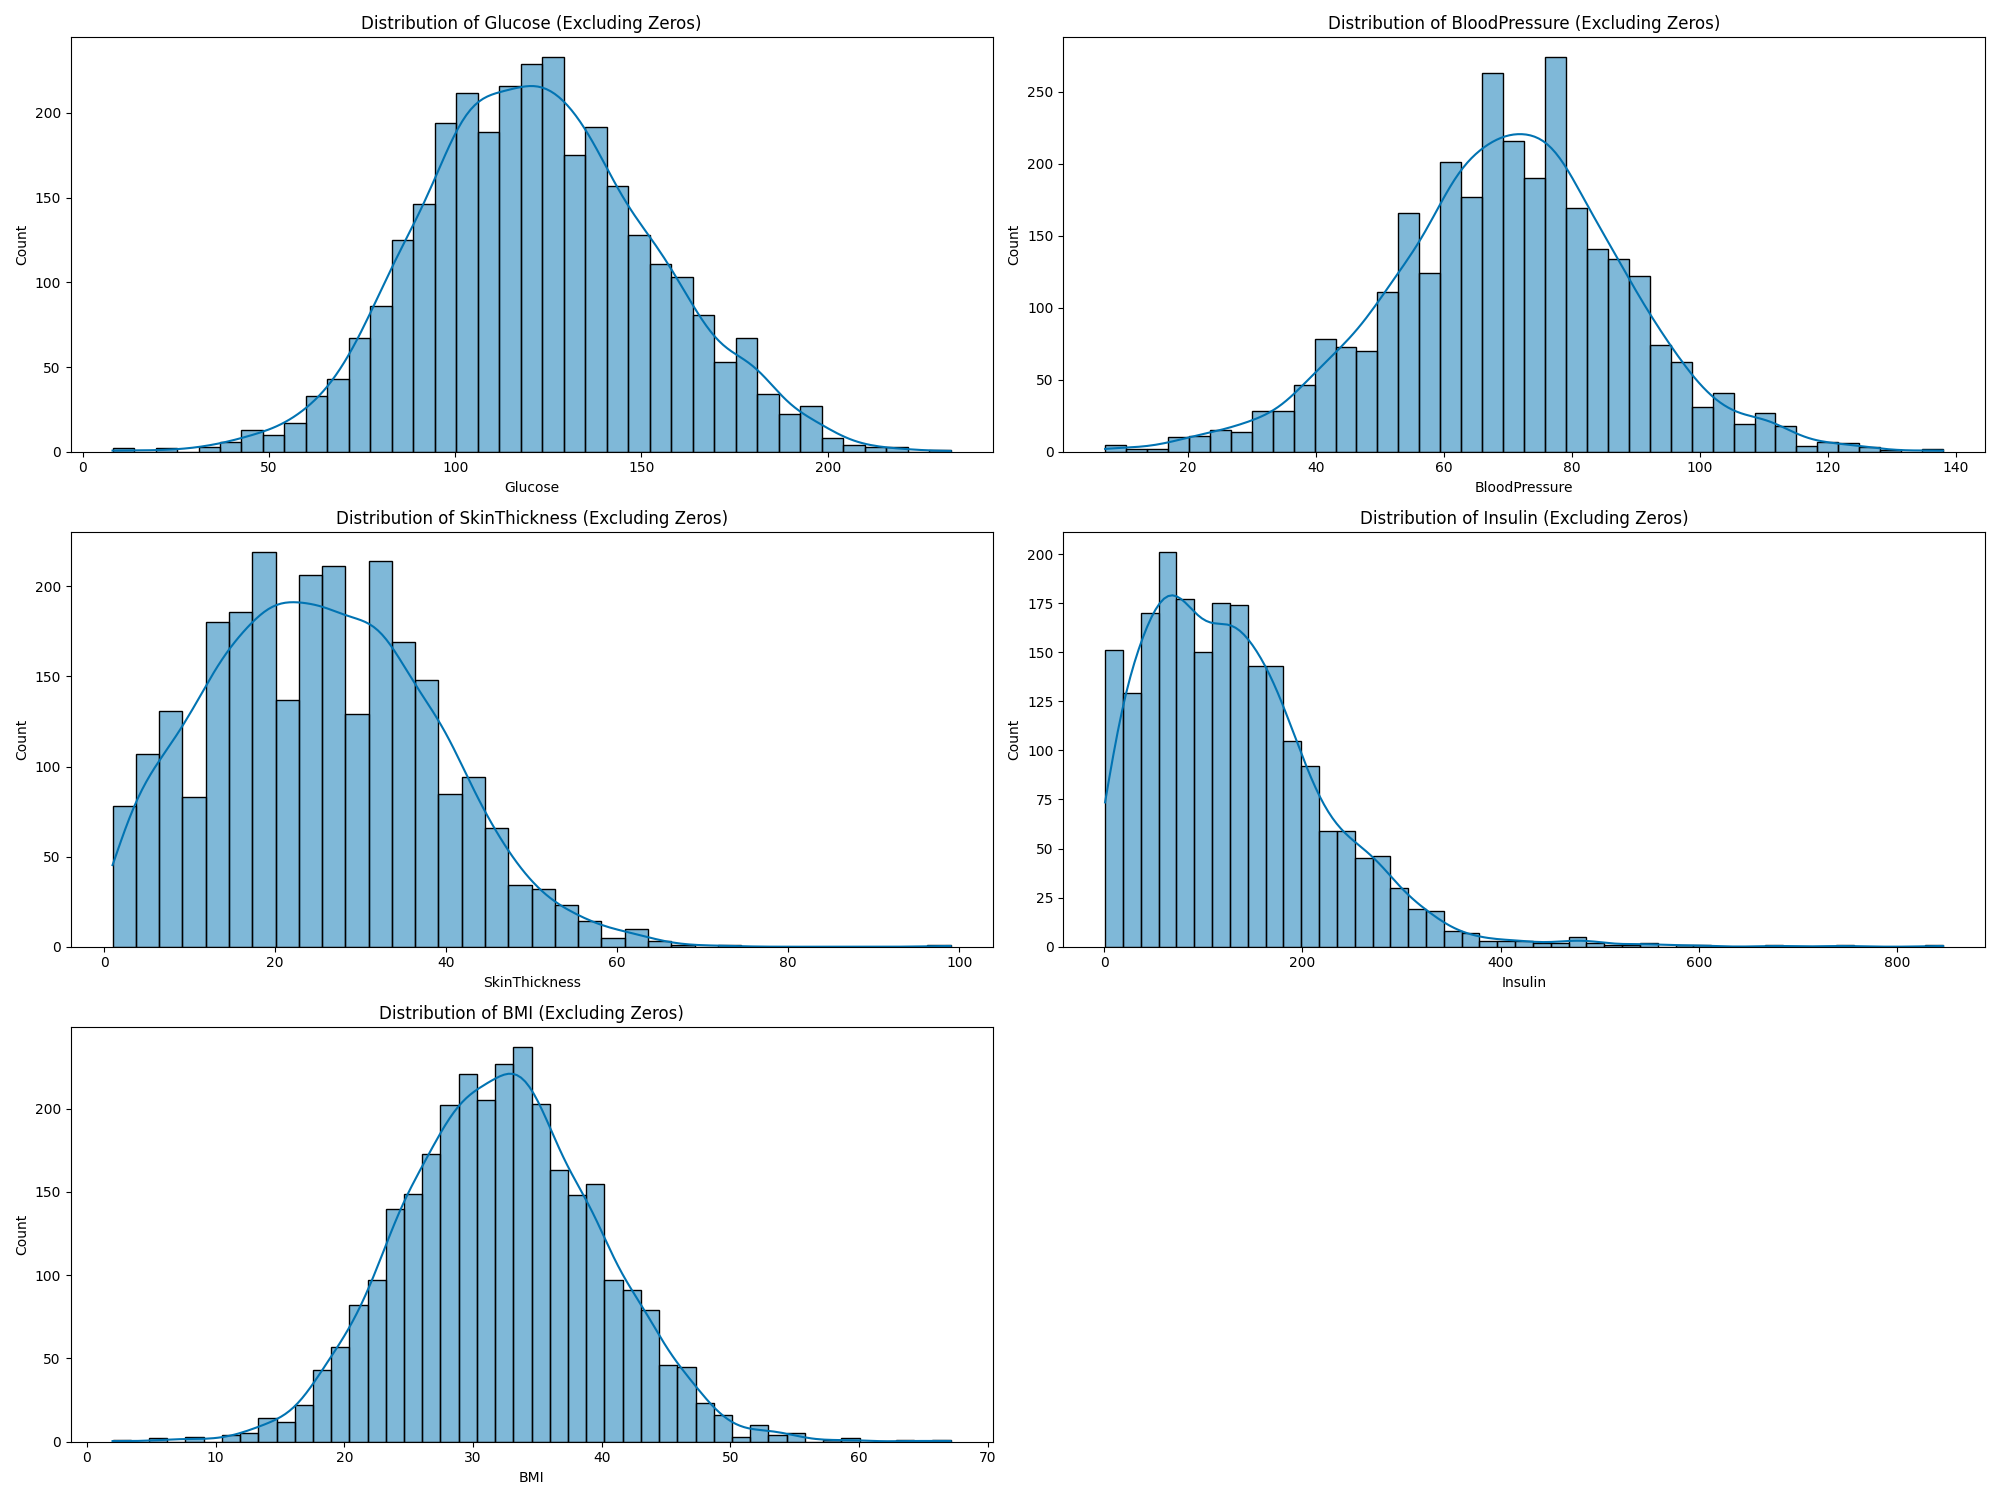 Distribution of Glucose (Excluding Zeros)
Count
200
150
100
50
0
0 50 100 150 200
Glucose
Distribution of BloodPressure (Excluding Zeros)
Count
250
200
150
100
50
0
20 40 60 80 100 120 140
BloodPressure
Distribution of SkinThickness (Excluding Zeros)
Count
200
150
100
50
0
0 20 40 60 80 100
SkinThickness
Distribution of Insulin (Excluding Zeros)
Count
200
175
150
125
100
75
50
25
0
0 200 400 600 800
Insulin
Distribution of BMI (Excluding Zeros)
Count
200
150
100
50
0
0 10 20 30 40 50 60 70
BMI